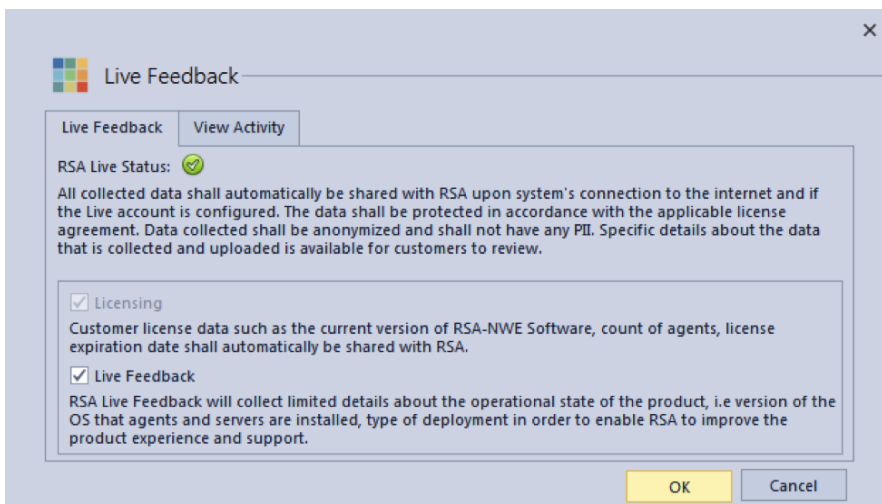 Live Feedback
Live Feedback
View Activity
RSA Live Status:
All collected data shall automatically be shared with RSA upon system's connection to the internet and if
the Live account is configured. The data shall be protected in accordance with the applicable license
agreement. Data collected shall be anonymized and shall not have any PII. Specific details about the data
that is collected and uploaded is available for customers to review.
Licensing
Customer license data such as the current version of RSA-NWE Software, count of agents, license
expiration date shall automatically be shared with RSA.
Live Feedback
RSA Live Feedback will collect limited details about the operational state of the product, i.e version of the
OS that agents and servers are installed, type of deployment in order to enable RSA to improve the
product experience and support.
OK
Cancel